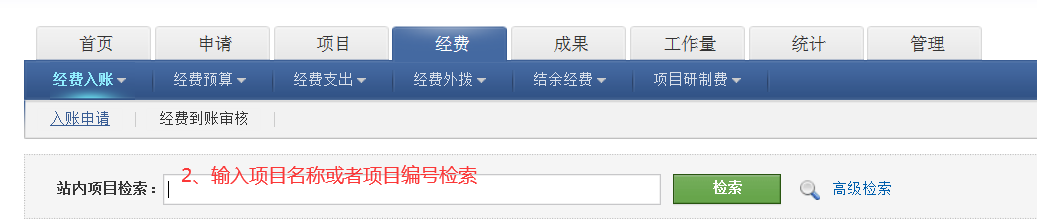 首页 申请 项目 经费 成果 工作量 统计 管理
经费入账 经费预算 经费支出 经费外拨 结余经费 项目研制费
入账申请 经费到账审核
2、输入项目名称或者项目编号检索
站内项目检索： 检索 高级检索